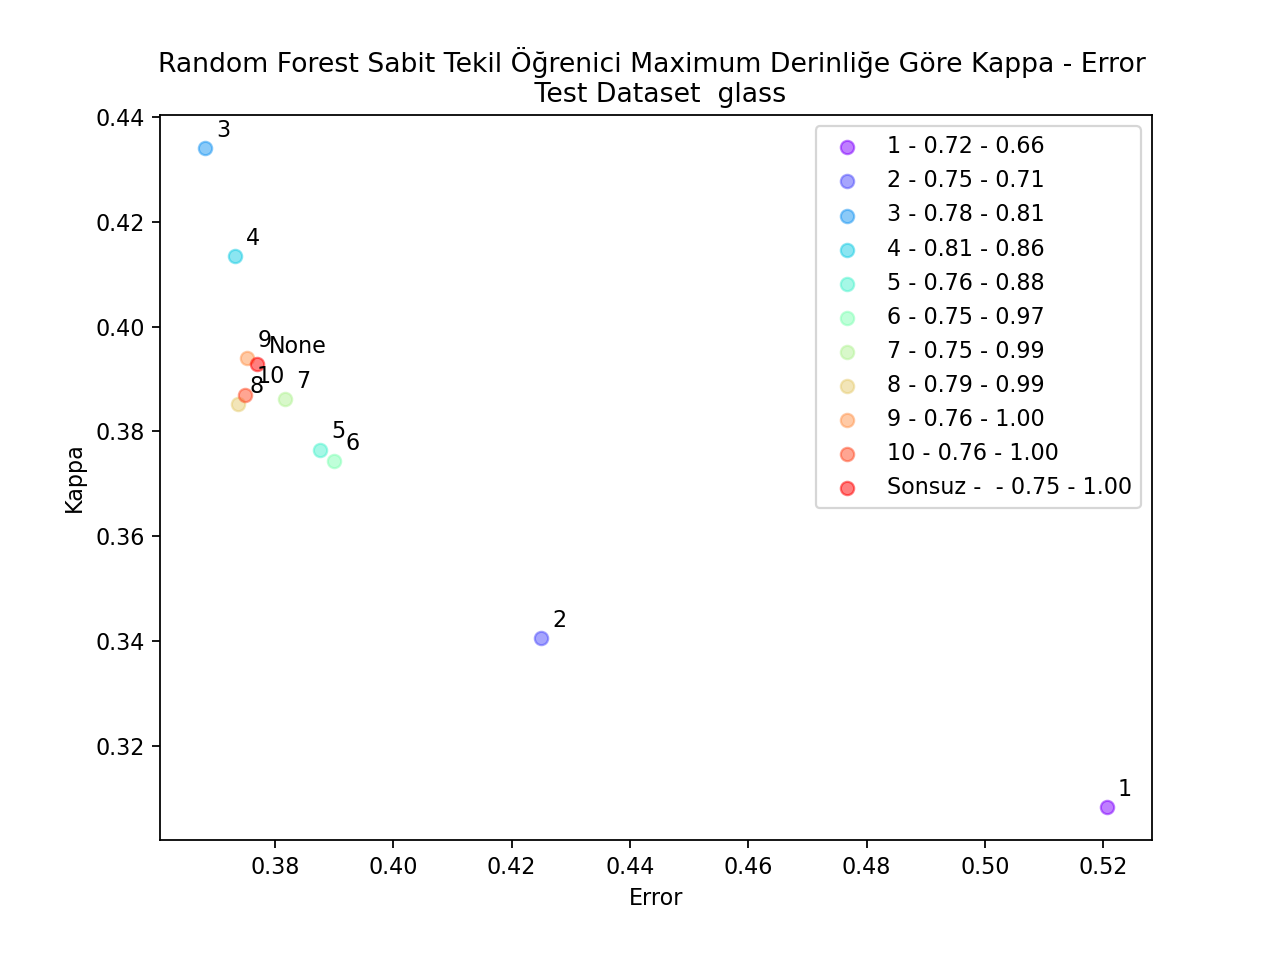 Random Forest Sabit Tekil Öğrenici Maximum Derinliğe Göre Kappa - Error
Test Dataset  glass
0.44
0.42
0.40
0.38
0.36
0.34
0.32
Kappa
3
4
9
None
10
8
7
5
6
2
1
1 - 0.72 - 0.66
2 - 0.75 - 0.71
3 - 0.78 - 0.81
4 - 0.81 - 0.86
5 - 0.76 - 0.88
6 - 0.75 - 0.97
7 - 0.75 - 0.99
8 - 0.79 - 0.99
9 - 0.76 - 1.00
10 - 0.76 - 1.00
Sonsuz -  - 0.75 - 1.00
0.38 0.40 0.42 0.44 0.46 0.48 0.50 0.52
Error